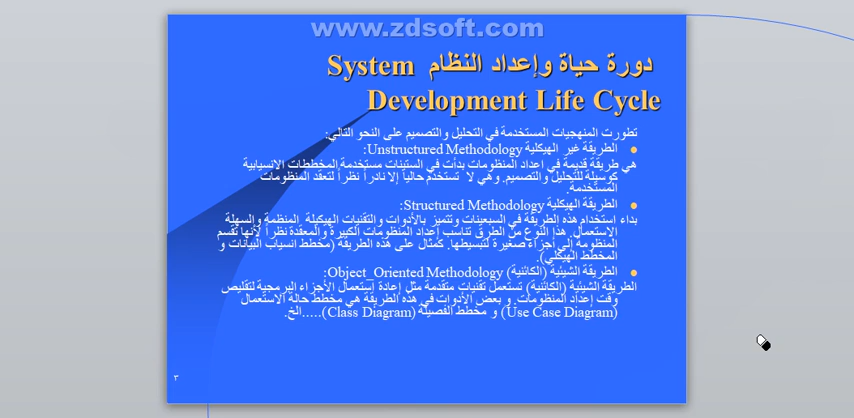 www.zdsoft.com
دورة حياة وإعداد النظام System
Development Life Cycle
تطورت المنهجيات المستخدمة في التحليل والتصميم على النحو التالي:
الطريقة غير الهيكلية Unstructured Methodology:
هي طريقة قديمة في إعداد المنظومات بدأت في الستينات مستخدمة المخططات الانسيابية
كوسيلة للتحليل والتصميم. وهي لا تستخدم حالياً إلا نادراً نظراً لتعقد المنظومات
المستخدمة.
الطريقة الهيكلية Structured Methodology:
بداء استخدام هذه الطريقة في السبعينات وتتميز بالأدوات والتقنيات الهيكلية المنظمة والسهلة
الاستعمال. هذا النوع من الطرق تناسب إعداد المنظومات الكبيرة والمعقدة نظراً لأنها تقسم
المنظومة إلى أجزاء صغيرة لتبسيطها. كمثال على هذه الطريقة (مخطط انسياب البيانات و
المخطط الهيكلي).
الطريقة الشيئية (الكائنية) Object_Oriented Methodology:
الطريقة الشيئية (الكائنية) تستعمل تقنيات متقدمة مثل إعادة إستعمال الأجزاء البرمجية لتقليص
وقت إعداد المنظومات. و بعض الأدوات في هذه الطريقة هي مخطط حالة الاستعمال
(Use Case Diagram) و مخطط الفصيلة (Class Diagram).....الخ.
٣